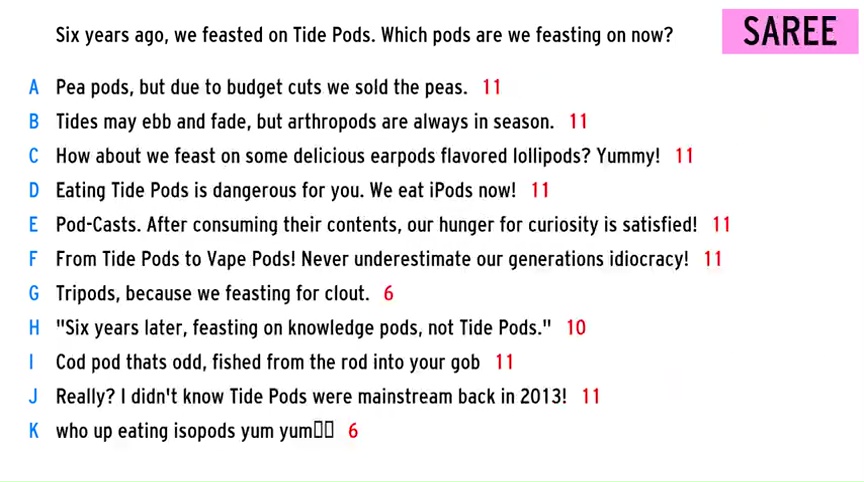 Six years ago, we feasted on Tide Pods. Which pods are we feasting on now?
SAREE
A Pea pods, but due to budget cuts we sold the peas. 11
B Tides may ebb and fade, but arthropods are always in season. 11
C How about we feast on some delicious earpods flavored lollipods? Yummy! 11
D Eating Tide Pods is dangerous for you. We eat iPods now! 11
E Pod-Casts. After consuming their contents, our hunger for curiosity is satisfied! 11
F From Tide Pods to Vape Pods! Never underestimate our generations idiocracy! 11
G Tripods, because we feasting for clout. 6
H "Six years later, feasting on knowledge pods, not Tide Pods." 10
I Cod pod thats odd, fished from the rod into your gob 11
J Really? I didn't know Tide Pods were mainstream back in 2013! 11
K who up eating isopods yum yum▯▯ 6